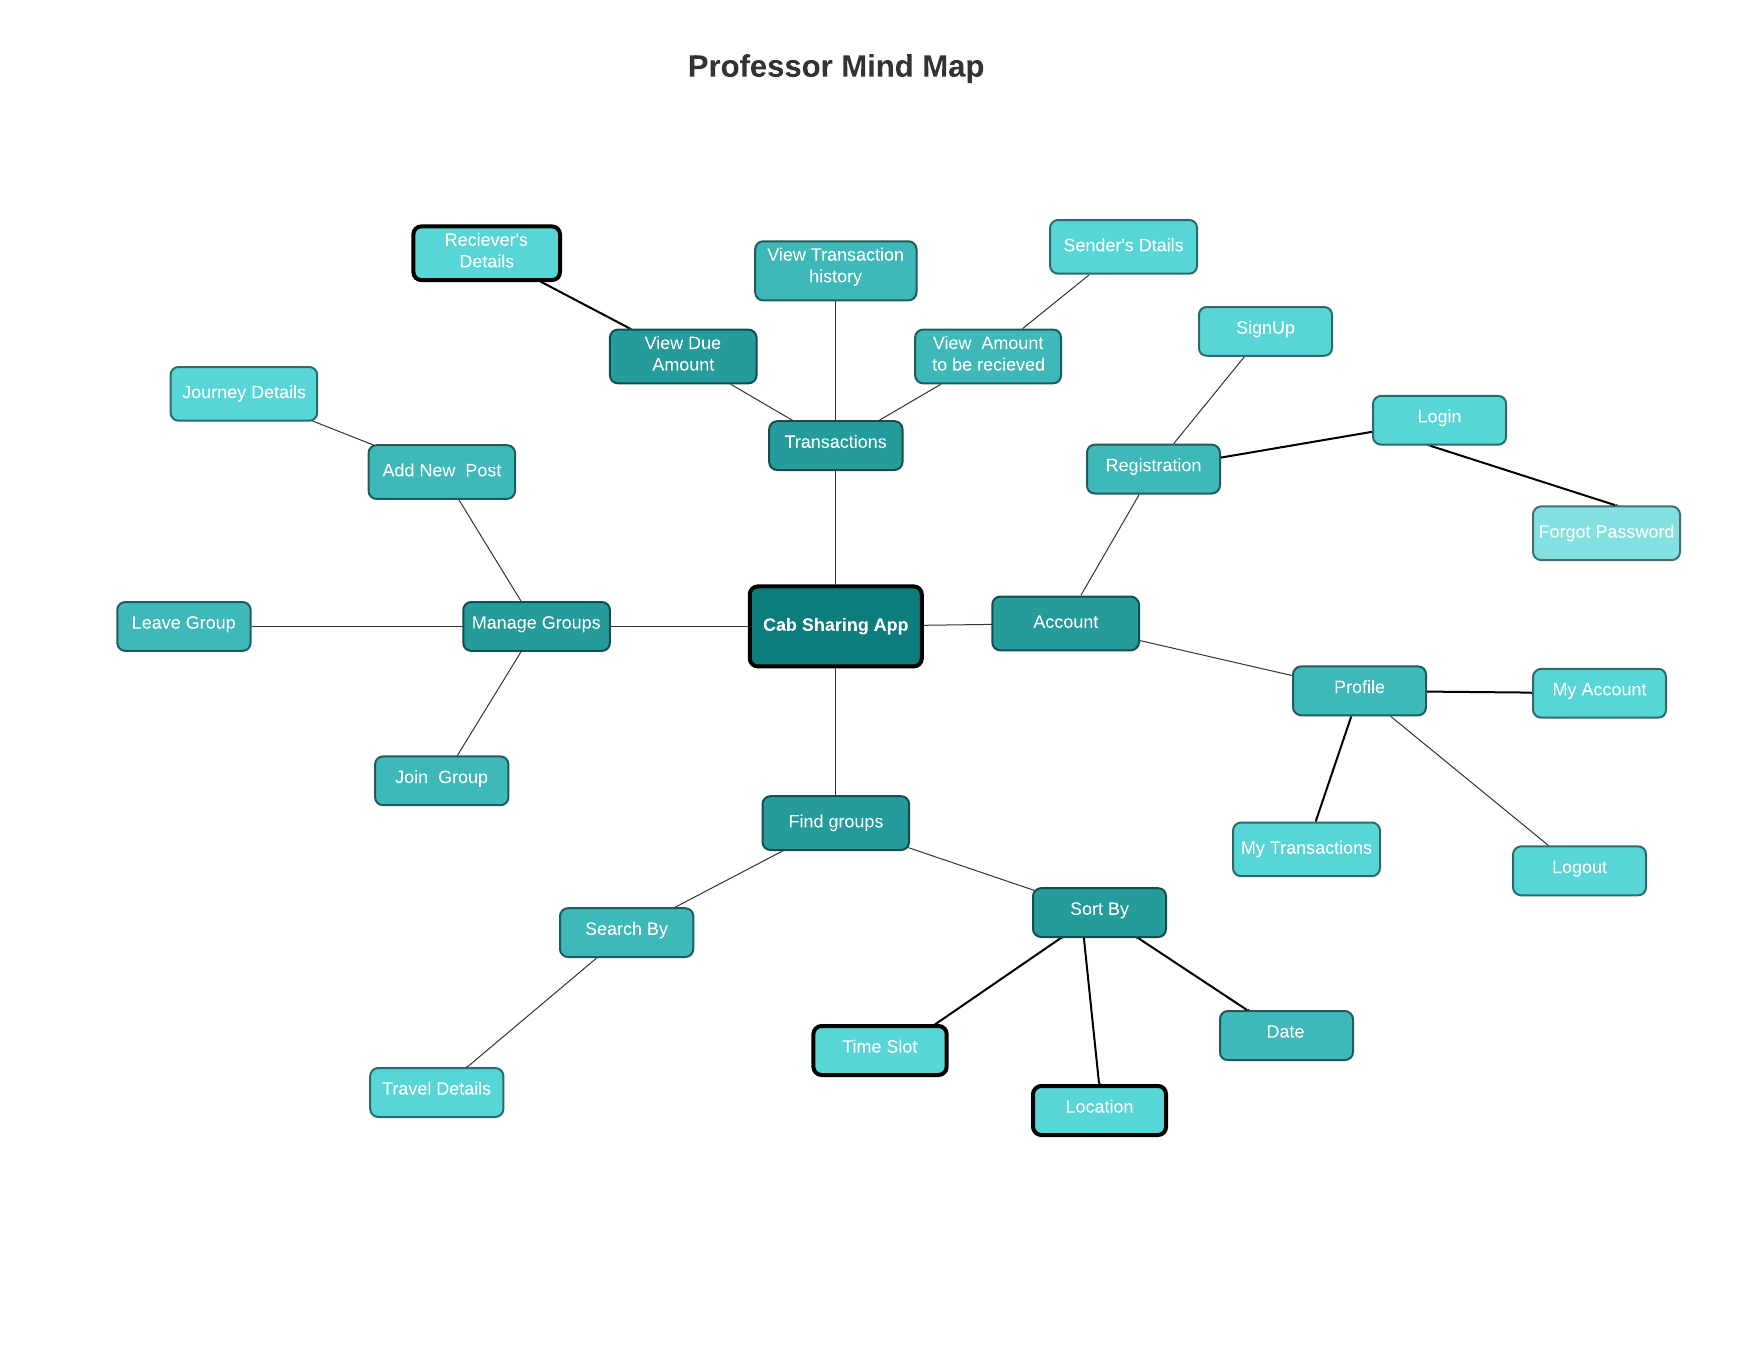 Professor Mind Map
Reciever's
Details
View Transaction
history
Sender's Dtails
SignUp
View Due
Amount
View  Amount
to be recieved
Journey Details
Login
Transactions
Add New  Post
Registration
Forgot Password
Leave Group
Manage Groups
Cab Sharing App
Account
Profile
My Account
Join  Group
Find groups
My Transactions
Logout
Search By
Sort By
Time Slot
Date
Travel Details
Location